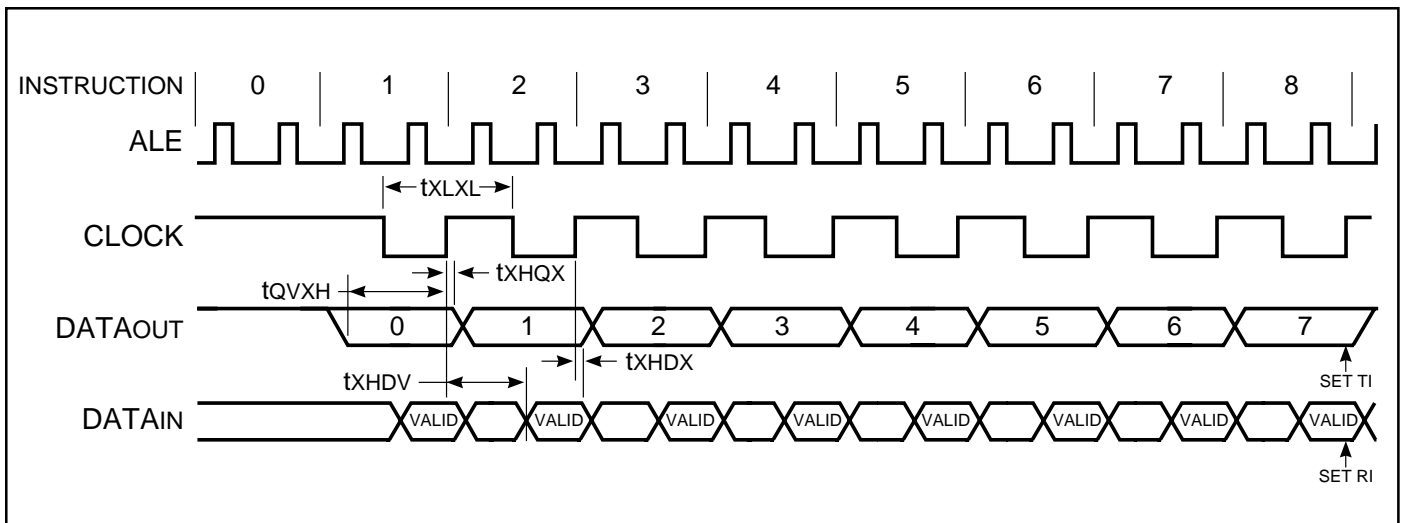 INSTRUCTION 0 1 2 3 4 5 6 7 8
ALE
tXLXL
CLOCK
tXHQX
tQVXH
DATAOUT 0 1 2 3 4 5 6 7
tXHDX
tXHDV
SET TI
DATAIN VALID VALID VALID VALID VALID VALID VALID VALID
SET RI